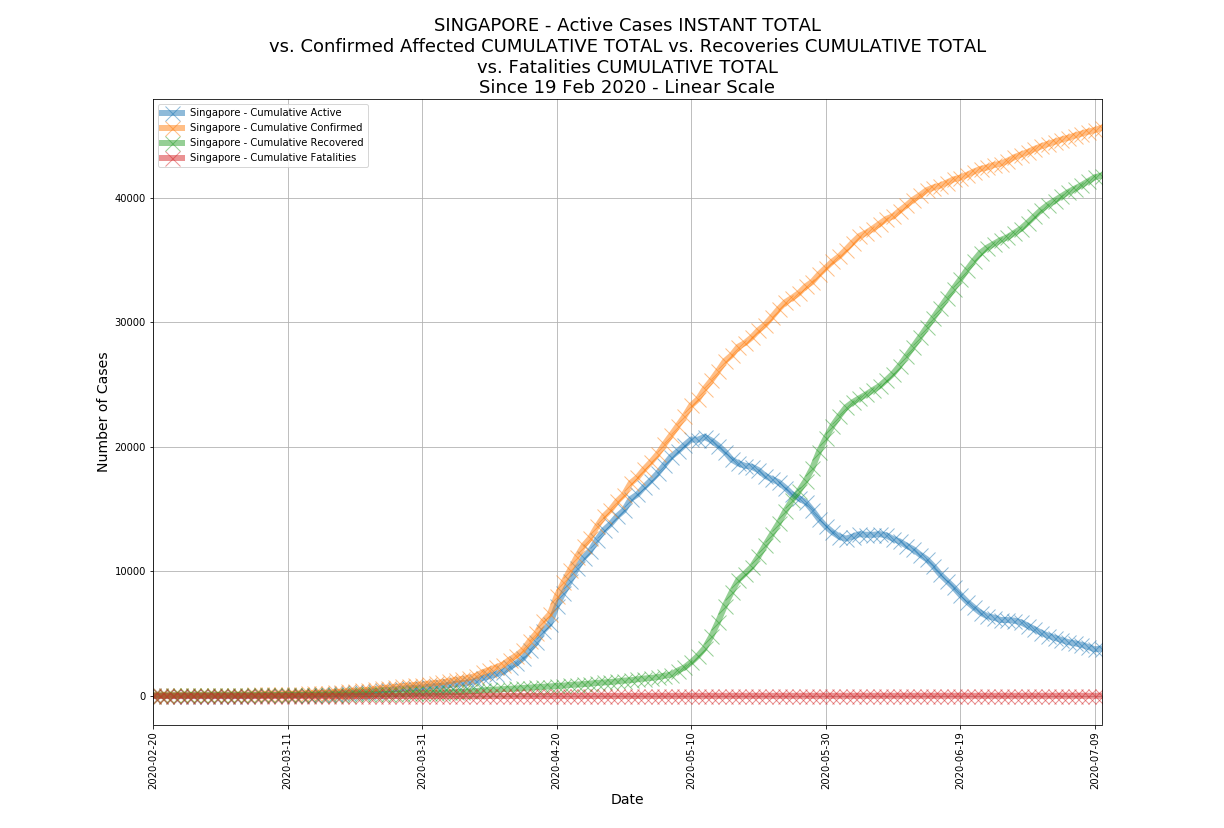 SINGAPORE - Active Cases INSTANT TOTAL
vs. Confirmed Affected CUMULATIVE TOTAL vs. Recoveries CUMULATIVE TOTAL
vs. Fatalities CUMULATIVE TOTAL
Since 19 Feb 2020 - Linear Scale
Singapore - Cumulative Active
Singapore - Cumulative Confirmed
Singapore - Cumulative Recovered
Singapore - Cumulative Fatalities
Number of Cases
40000
30000
20000
10000
0
2020-02-20
2020-03-11
2020-03-31
2020-04-20
2020-05-10
2020-05-30
2020-06-19
2020-07-09
Date